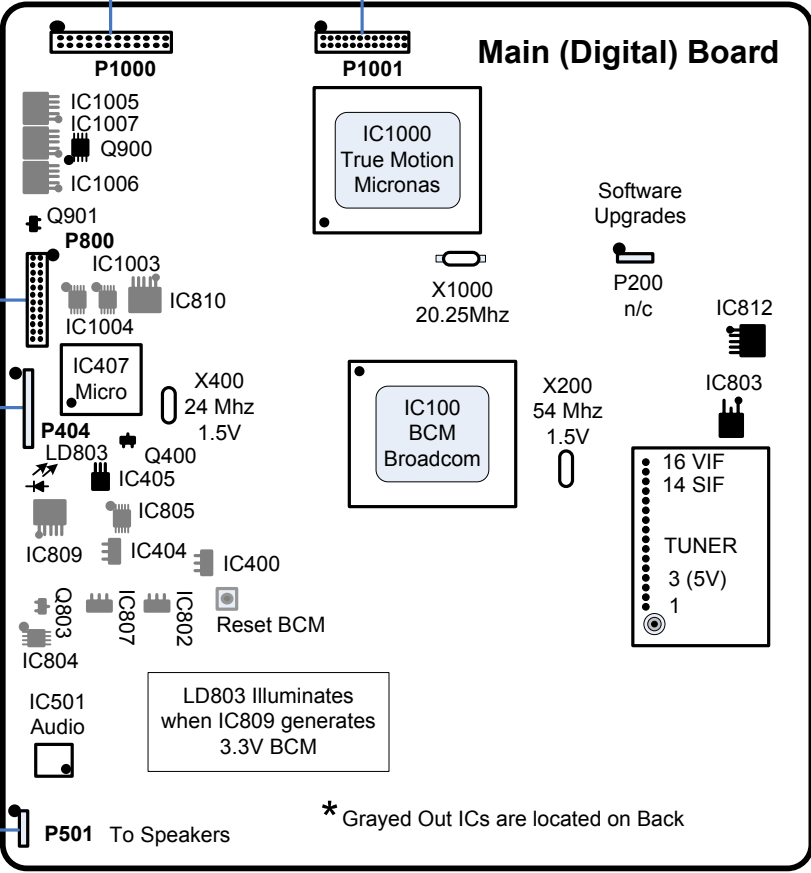 Main (Digital) Board
P1000
P1001
IC1005
IC1007
Q900
IC1006
IC1000
True Motion
Micronas
Software
Upgrades
Q901
P800
IC1003
IC810
IC1004
X1000
20.25Mhz
P200
n/c
IC812
IC407
Micro
X400
24 Mhz
1.5V
IC100
BCM
Broadcom
X200
54 Mhz
1.5V
IC803
P404
LD803
Q400
IC405
IC805
IC809
IC404
IC400
16 VIF
14 SIF
TUNER
3 (5V)
1
Q803
IC807
IC802
Reset BCM
IC804
IC501
Audio
LD803 Illuminates
when IC809 generates
3.3V BCM
P501 To Speakers
* Grayed Out ICs are located on Back